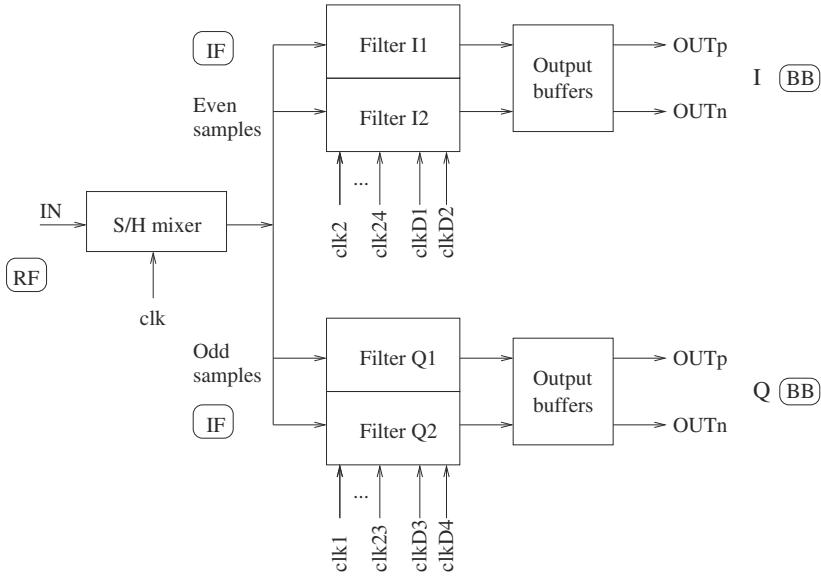 IF
Filter I1
Filter I2
Even
samples
Output
buffers
OUTp
OUTn
I
BB
clk2
...
clk24
clkD1
clkD2
IN
S/H mixer
RF
clk
Odd
samples
IF
Filter Q1
Filter Q2
Output
buffers
OUTp
OUTn
Q
BB
clk1
...
clk23
clkD3
clkD4